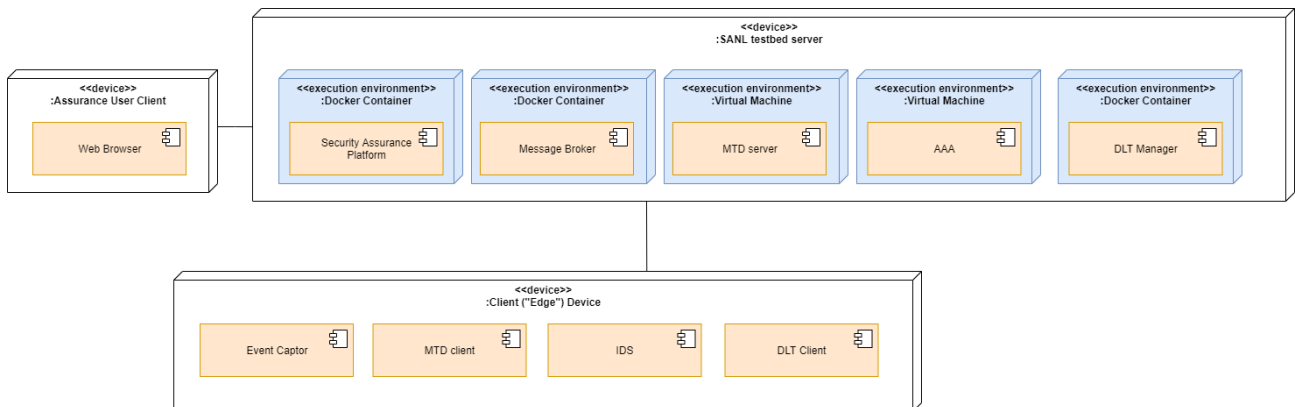 <<device>>
:SANL testbed server
<<device>>
:Assurance User Client
Web Browser
<<execution environment>>
:Docker Container
Security Assurance
Platform
<<execution environment>>
:Docker Container
Message Broker
<<execution environment>>
:Virtual Machine
MTD server
<<execution environment>>
:Virtual Machine
AAA
<<execution environment>>
:Docker Container
DLT Manager
<<device>>
:Client ("Edge") Device
Event Captor
MTD client
IDS
DLT Client